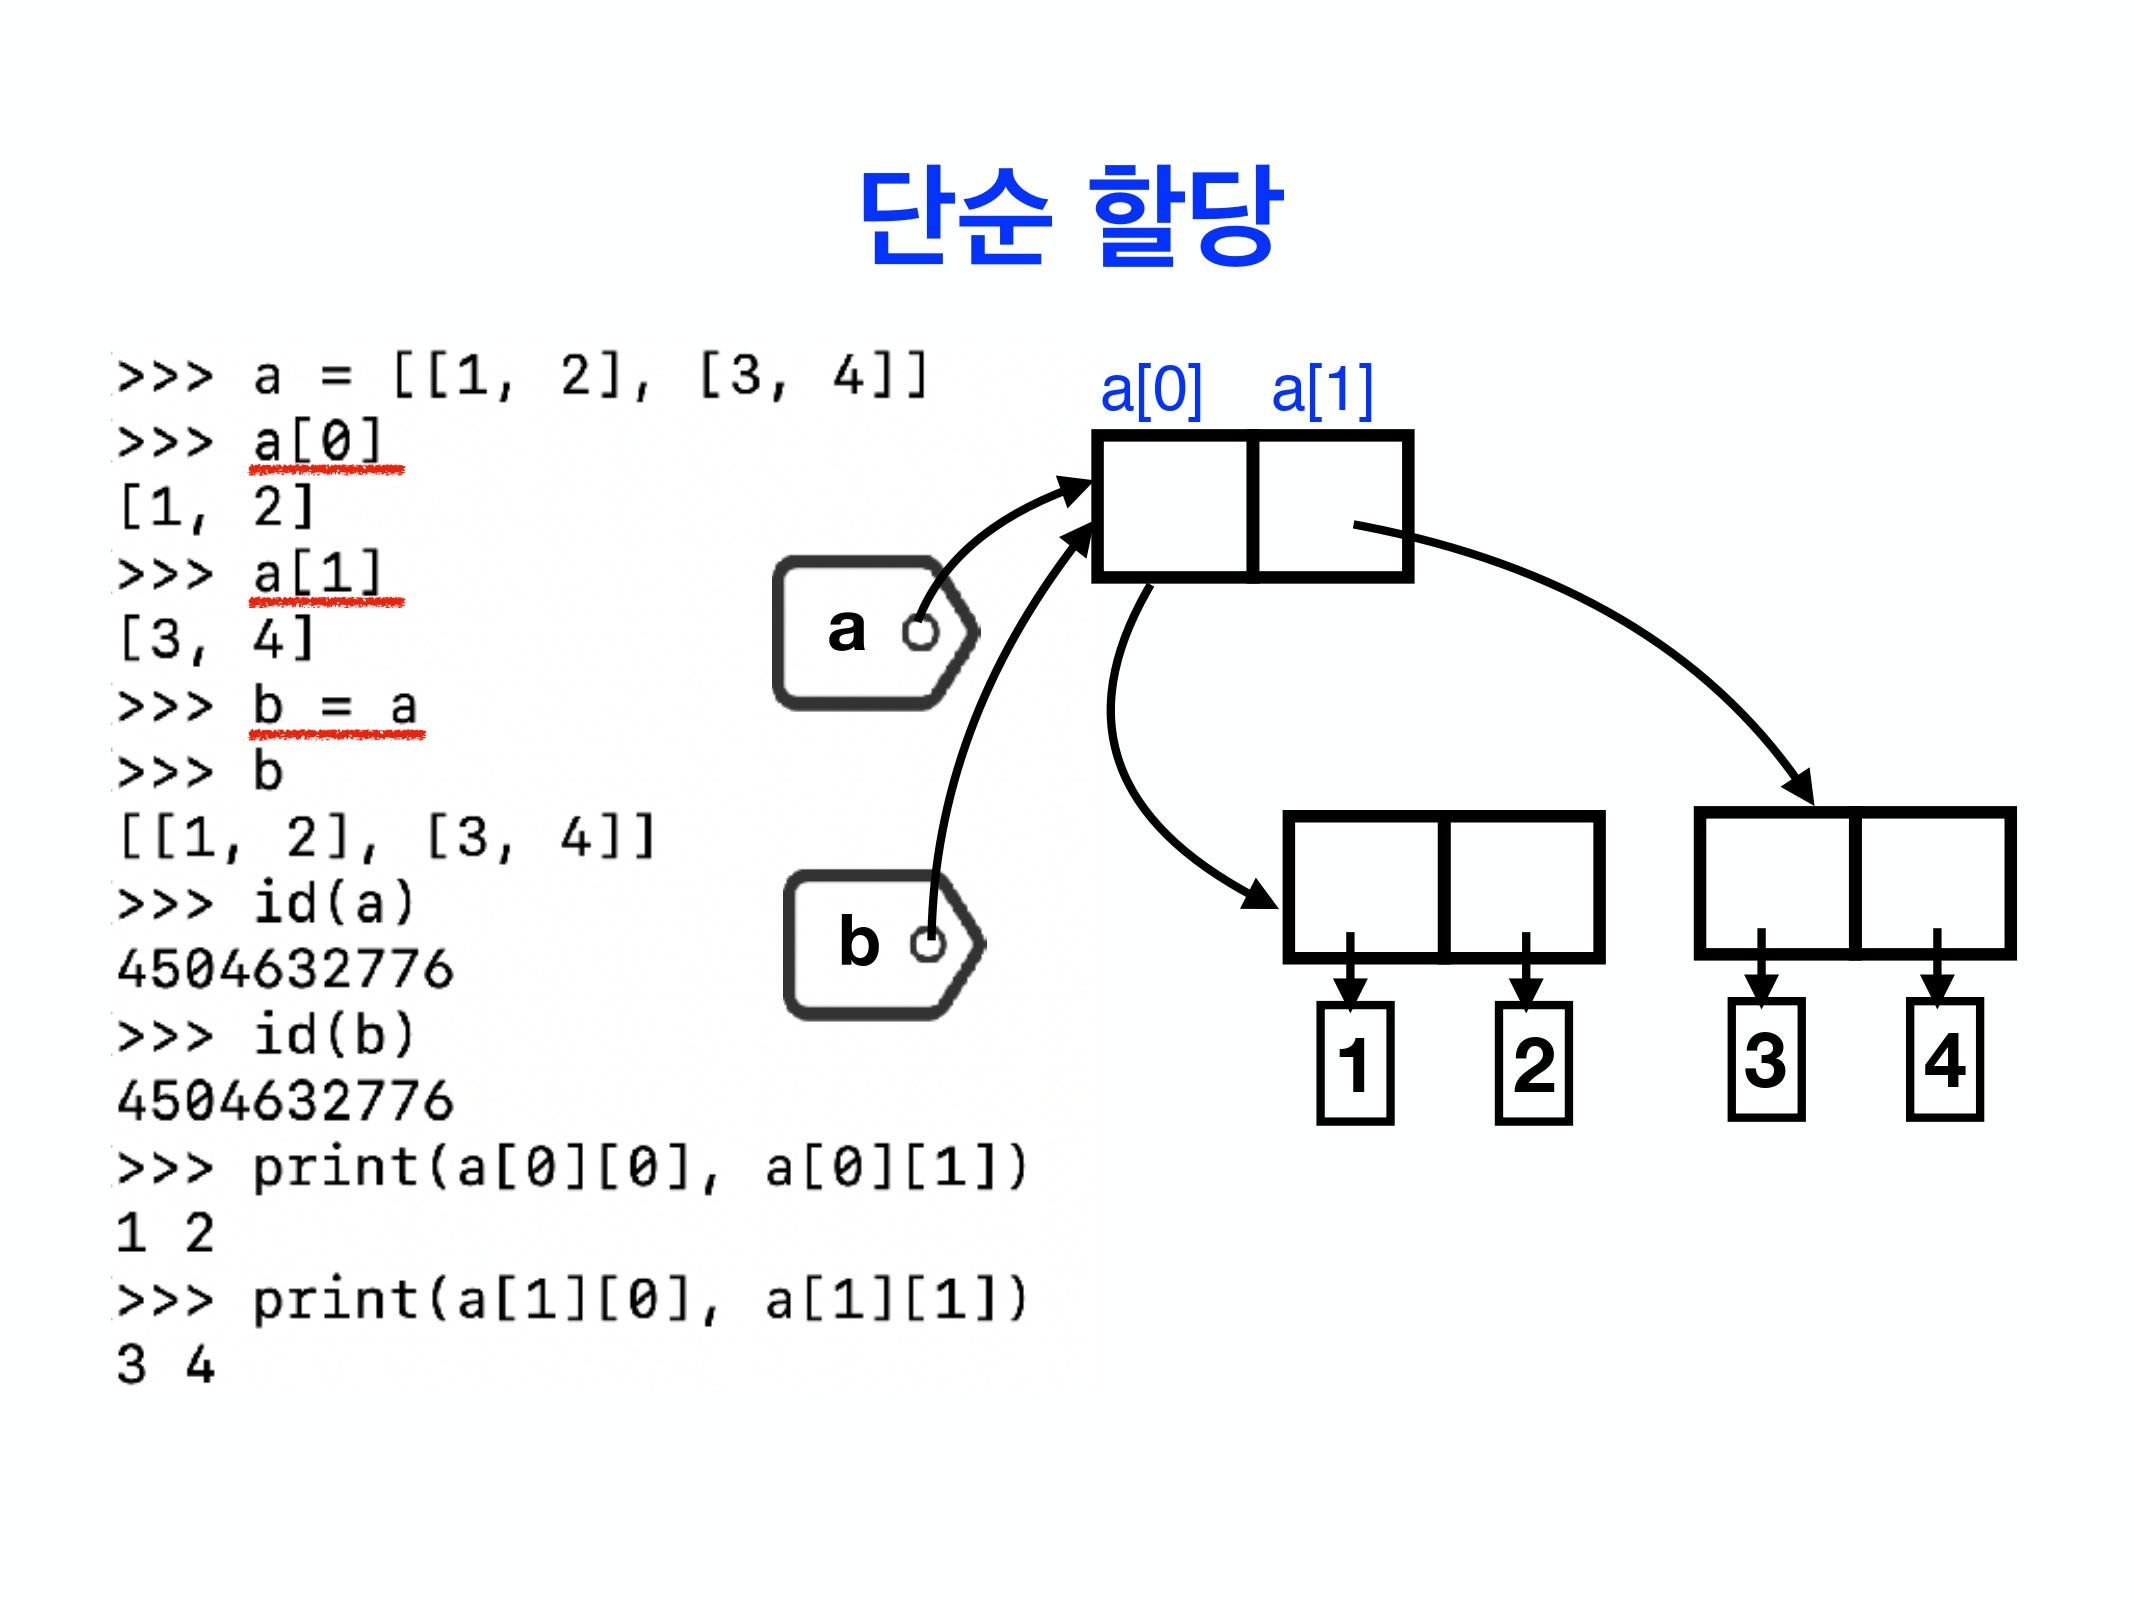 단순 할당
>>> a = [[1, 2], [3, 4]]
>>> a[0]
[1, 2]
>>> a[1]
[3, 4]
>>> b = a
>>> b
[[1, 2], [3, 4]]
>>> id(a)
4504632776
>>> id(b)
4504632776
>>> print(a[0][0], a[0][1])
1 2
>>> print(a[1][0], a[1][1])
3 4
a[0] a[1]
a
b
1 2 3 4